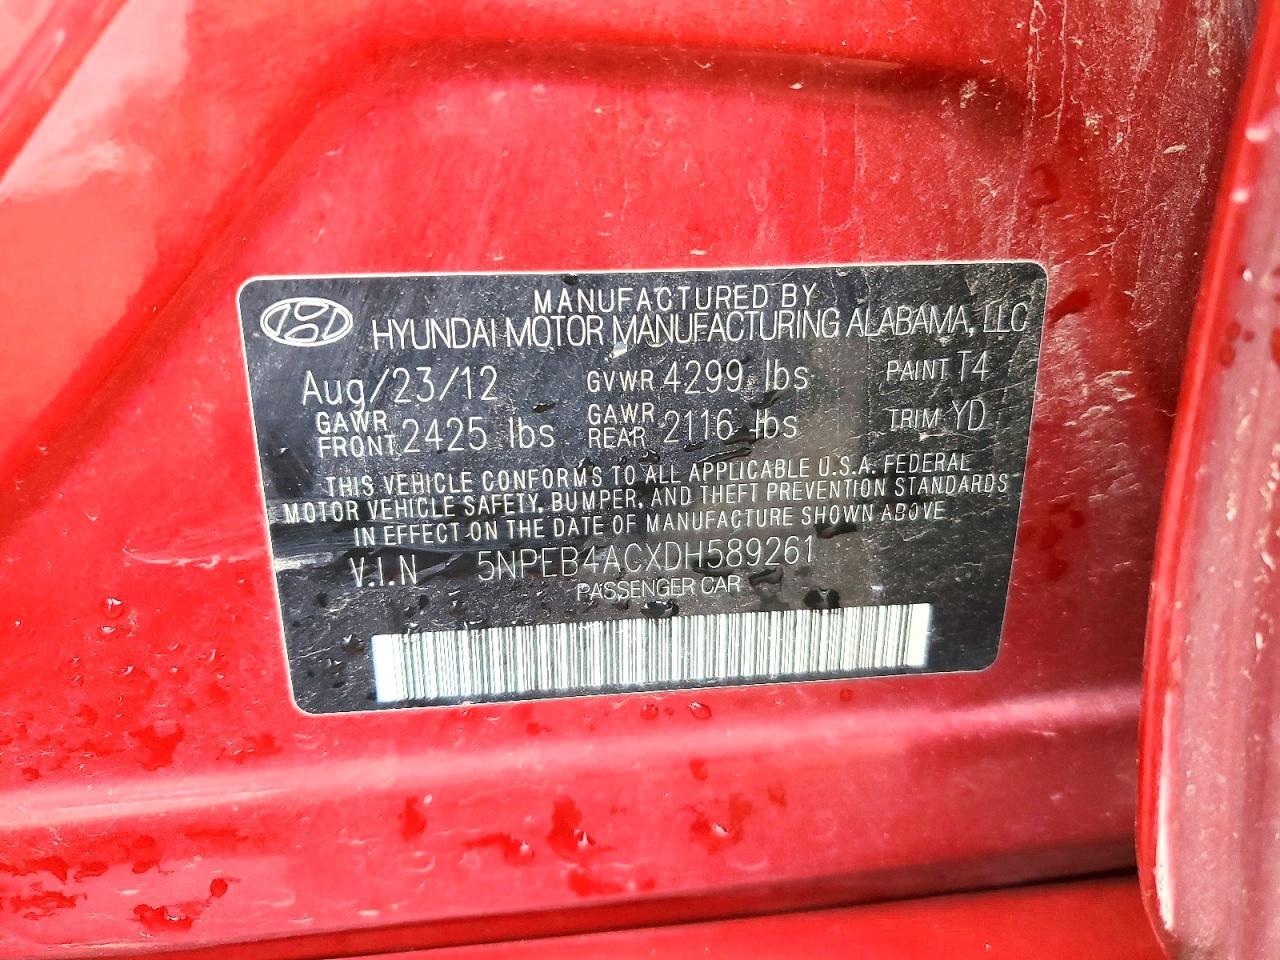 MANUFACTURED BY
HYUNDAI MOTOR MANUFACTURING ALABAMA, LLC
Aug/23/12 GVWR 4299 lbs PAINT T4
GAWR FRONT 2425 lbs GAWR REAR 2116 lbs TRIM YD
THIS VEHICLE CONFORMS TO ALL APPLICABLE U.S.A. FEDERAL
MOTOR VEHICLE SAFETY, BUMPER, AND THEFT PREVENTION STANDARDS
IN EFFECT ON THE DATE OF MANUFACTURE SHOWN ABOVE
V.I.N 5NPEB4ACXDH589261
PASSENGER CAR